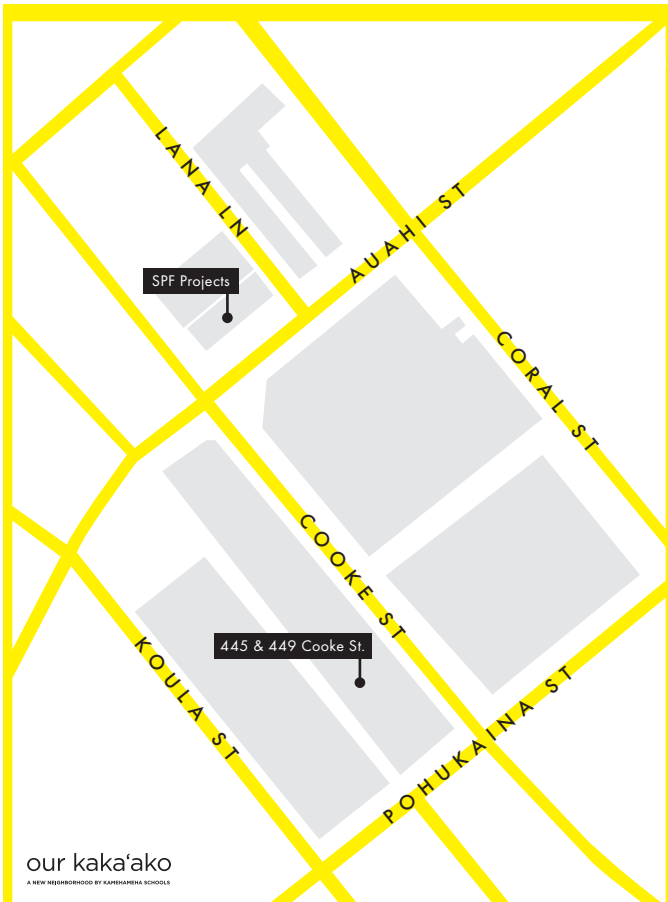 LANA LN
AUAHI ST
SPF Projects
CORAL ST
COOKE ST
445 & 449 Cooke St.
KOULA ST
POHUKAINA ST
our kaka‘ako
A NEW NEIGHBORHOOD BY KAMEHAMEHA SCHOOLS